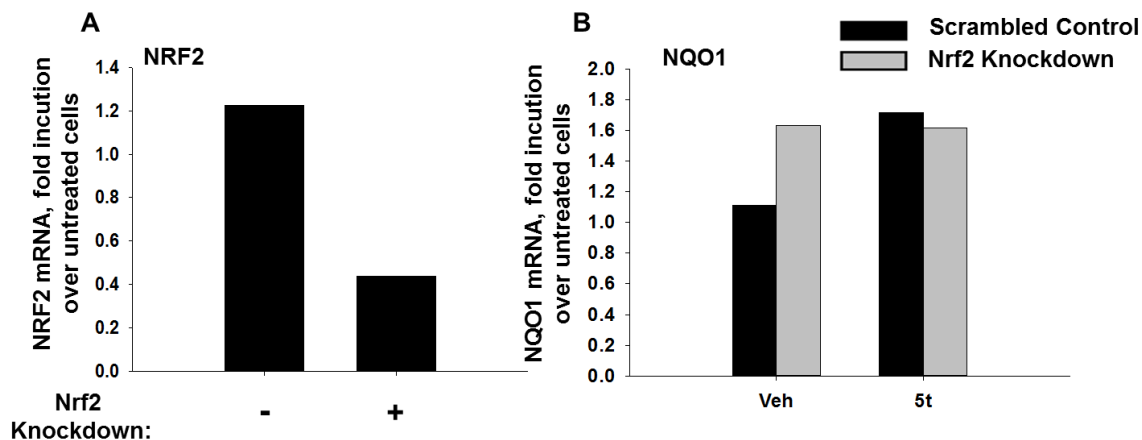 A
NRF2
NRF2 mRNA, fold incution
over untreated cells
1.4
1.2
1.0
0.8
0.6
0.4
0.2
0.0
Nrf2
Knockdown:
- +
B
Scrambled Control
Nrf2 Knockdown
NQO1
NQO1 mRNA, fold incution
over untreated cells
2.0
1.8
1.6
1.4
1.2
1.0
0.8
0.6
0.4
0.2
0.0
Veh 5t